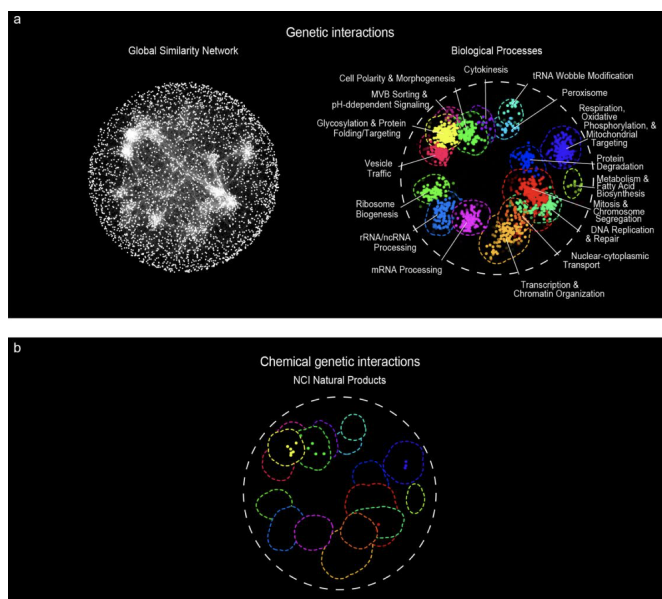 a
Genetic interactions
Global Similarity Network
Biological Processes
Cell Polarity & Morphogenesis
Cytokinesis
tRNA Wobble Modification
MVB Sorting &
pH-ddependent Signaling
Peroxisome
Glycosylation & Protein
Folding/Targeting
Respiration,
Oxidative
Phosphorylation, &
Mitochondrial
Targeting
Vesicle
Traffic
Protein
Degradation
Ribosome
Biogenesis
Metabolism &
Fatty Acid
Biosynthesis
Mitosis &
Chromosome
Segregation
rRNA/ncRNA
Processing
DNA Replication
& Repair
mRNA Processing
Nuclear-cytoplasmic
Transport
Transcription &
Chromatin Organization
b
Chemical genetic interactions
NCI Natural Products